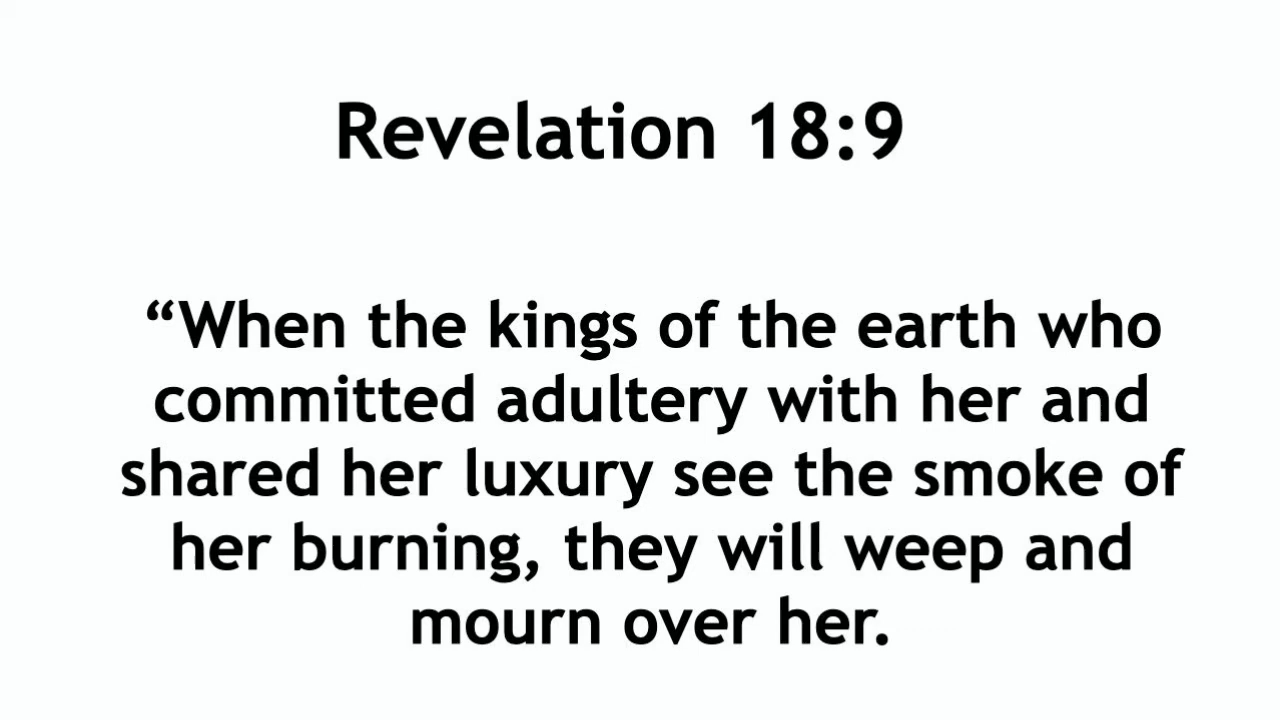 Revelation 18:9
“When the kings of the earth who
committed adultery with her and
shared her luxury see the smoke of
her burning, they will weep and
mourn over her.